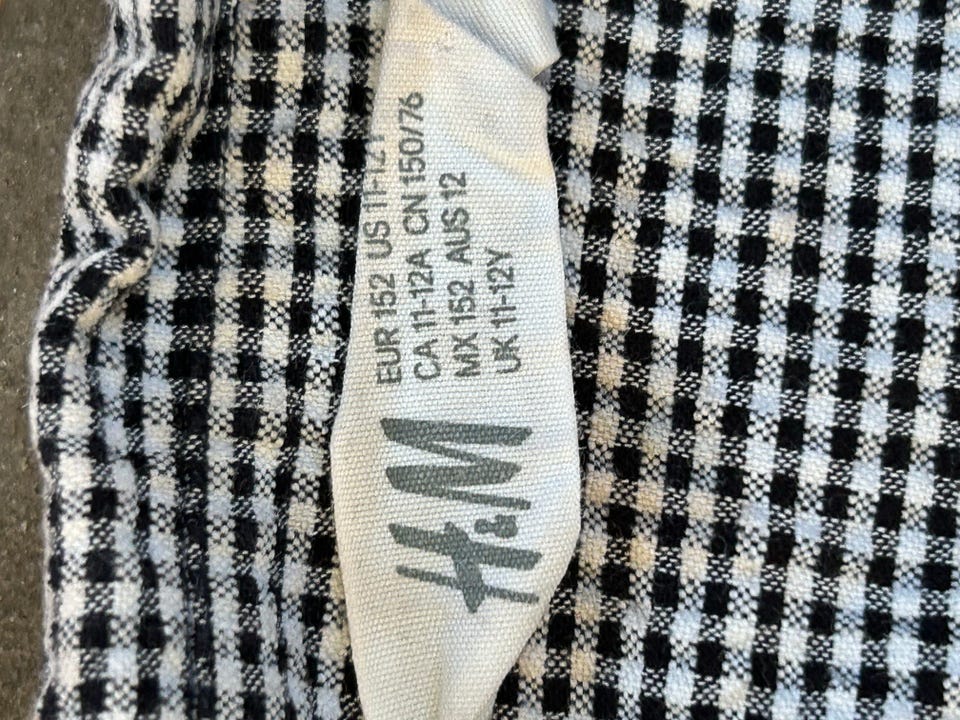 EUR 152 US 11-12Y
CA 11-12A CN 150/76
MX 152 AUS 12
UK 11-12Y
H&M